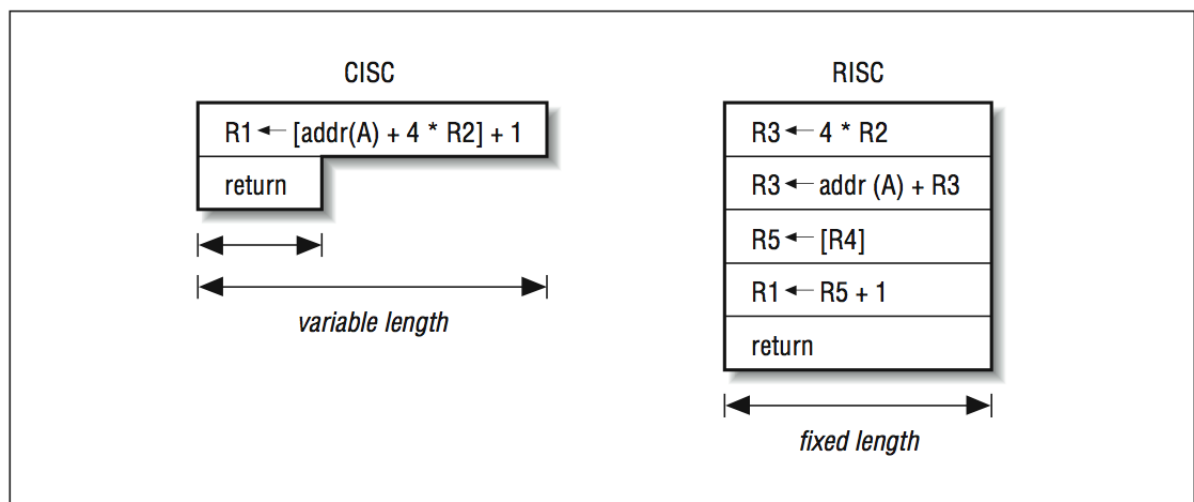 CISC
R1 ← [addr(A) + 4 * R2] + 1
return
variable length
RISC
R3 ← 4 * R2
R3 ← addr (A) + R3
R5 ← [R4]
R1 ← R5 + 1
return
fixed length